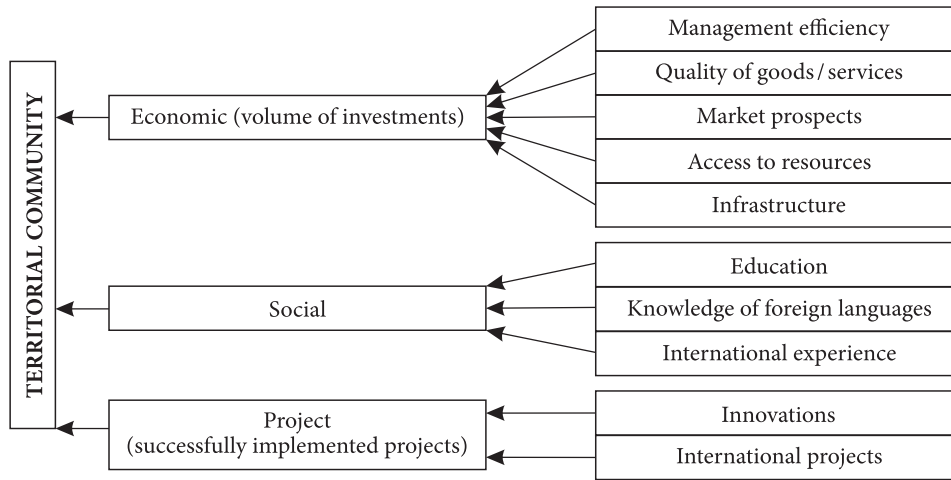 TERRITORIAL COMMUNITY
Economic (volume of investments)
Management efficiency
Quality of goods / services
Market prospects
Access to resources
Infrastructure
Social
Education
Knowledge of foreign languages
International experience
Project
(successfully implemented projects)
Innovations
International projects